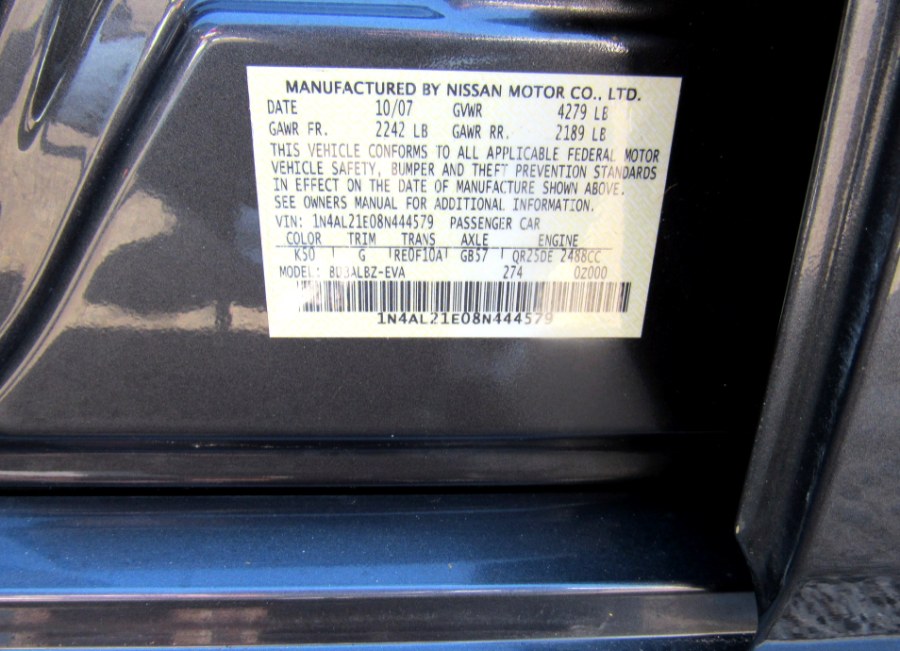 MANUFACTURED BY NISSAN MOTOR CO., LTD.
DATE 10/07 GVWR 4279 LB
GAWR FR. 2242 LB GAWR RR. 2189 LB
THIS VEHICLE CONFORMS TO ALL APPLICABLE FEDERAL MOTOR
VEHICLE SAFETY, BUMPER AND THEFT PREVENTION STANDARDS
IN EFFECT ON THE DATE OF MANUFACTURE SHOWN ABOVE.
SEE OWNERS MANUAL FOR ADDITIONAL INFORMATION.
VIN: 1N4AL21E08N444579 PASSENGER CAR
COLOR TRIM TRANS AXLE ENGINE
K50 G RE0F10A GB57 QR25DE 2488CC
MODEL: 274 0Z000
1N4AL21E08N444579